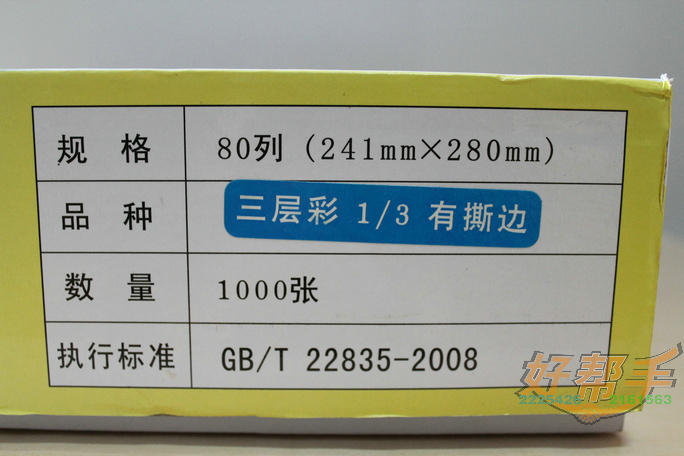 规格 80列 (241mm×280mm)
品种 三层彩 1/3 有撕边
数量 1000张
执行标准 GB/T 22835-2008
好帮手